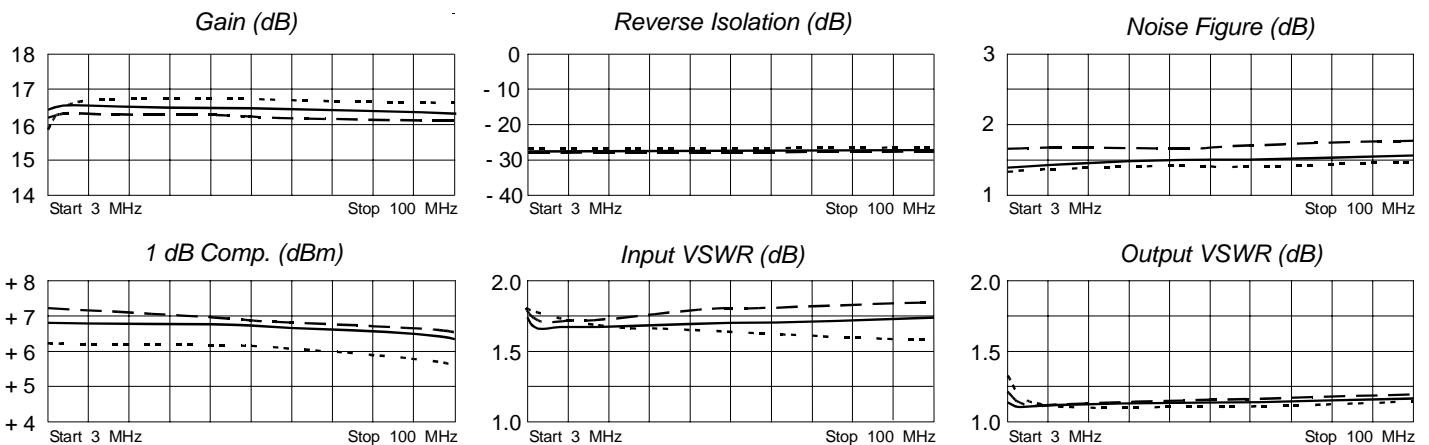 Gain (dB)
18
17
16
15
14
Start 3 MHz Stop 100 MHz
Reverse Isolation (dB)
0
- 10
- 20
- 30
- 40
Start 3 MHz Stop 100 MHz
Noise Figure (dB)
3
2
1
Start 3 MHz Stop 100 MHz
1 dB Comp. (dBm)
+ 8
+ 7
+ 6
+ 5
+ 4
Start 3 MHz Stop 100 MHz
Input VSWR (dB)
2.0
1.5
1.0
Start 3 MHz Stop 100 MHz
Output VSWR (dB)
2.0
1.5
1.0
Start 3 MHz Stop 100 MHz